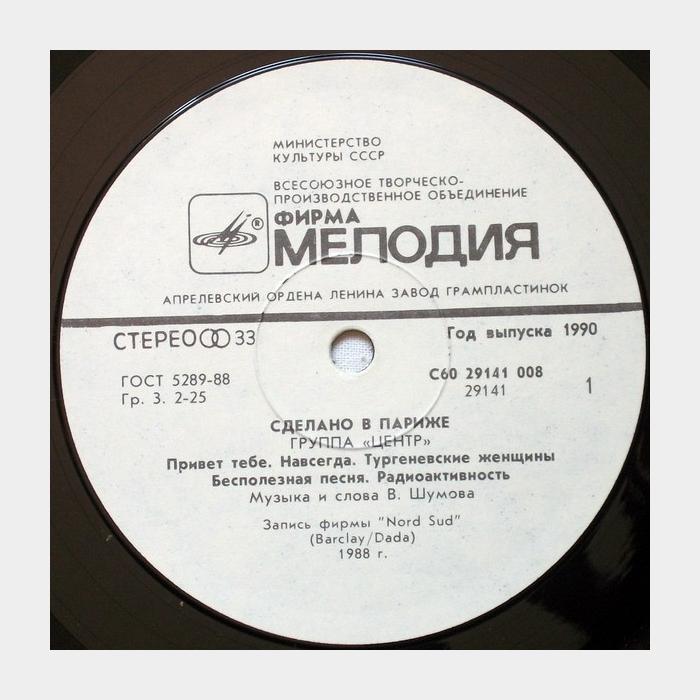 МИНИСТЕРСТВО
КУЛЬТУРЫ СССР
ВСЕСОЮЗНОЕ ТВОРЧЕСКО-
ПРОИЗВОДСТВЕННОЕ ОБЪЕДИНЕНИЕ
® ФИРМА
МЕЛОДИЯ
АПРЕЛЕВСКИЙ ОРДЕНА ЛЕНИНА ЗАВОД ГРАМПЛАСТИНОК
СТЕРЕО 33
Год выпуска 1990
ГОСТ 5289-88
Гр. 3. 2-25
С60 29141 008
29141
1
СДЕЛАНО В ПАРИЖЕ
ГРУППА «ЦЕНТР»
Привет тебе. Навсегда. Тургеневские женщины
Бесполезная песня. Радиоактивность
Музыка и слова В. Шумова
Запись фирмы "Nord Sud"
(Barclay/Dada)
1988 г.